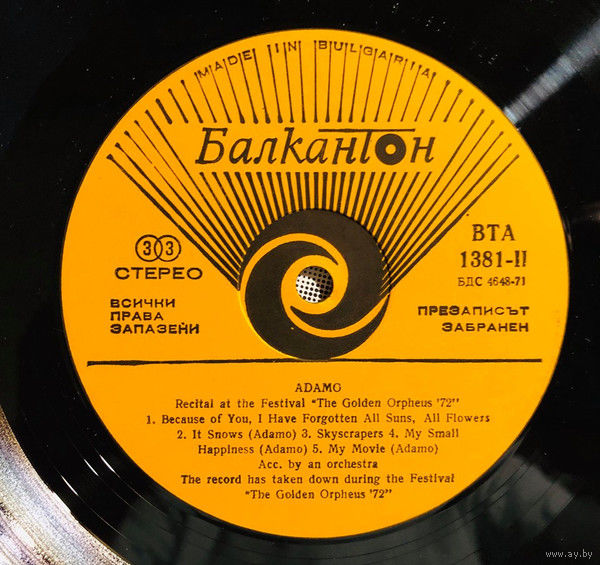 MADE IN BULGARIA
Балкантон
33
СТЕРЕО
ВСИЧКИ
ПРАВА
ЗАПАЗЕНИ
ВТА
1381-II
БДС 4648-71
ПРЕЗАПИСЪТ
ЗАБРАНЕН
ADAMO
Recital at the Festival "The Golden Orpheus '72"
1. Because of You, I Have Forgotten All Suns, All Flowers
2. It Snows (Adamo) 3. Skyscrapers 4. My Small
Happiness (Adamo) 5. My Movie (Adamo)
Acc. by an orchestra
The record has taken down during the Festival
"The Golden Orpheus '72"
www.ay.by